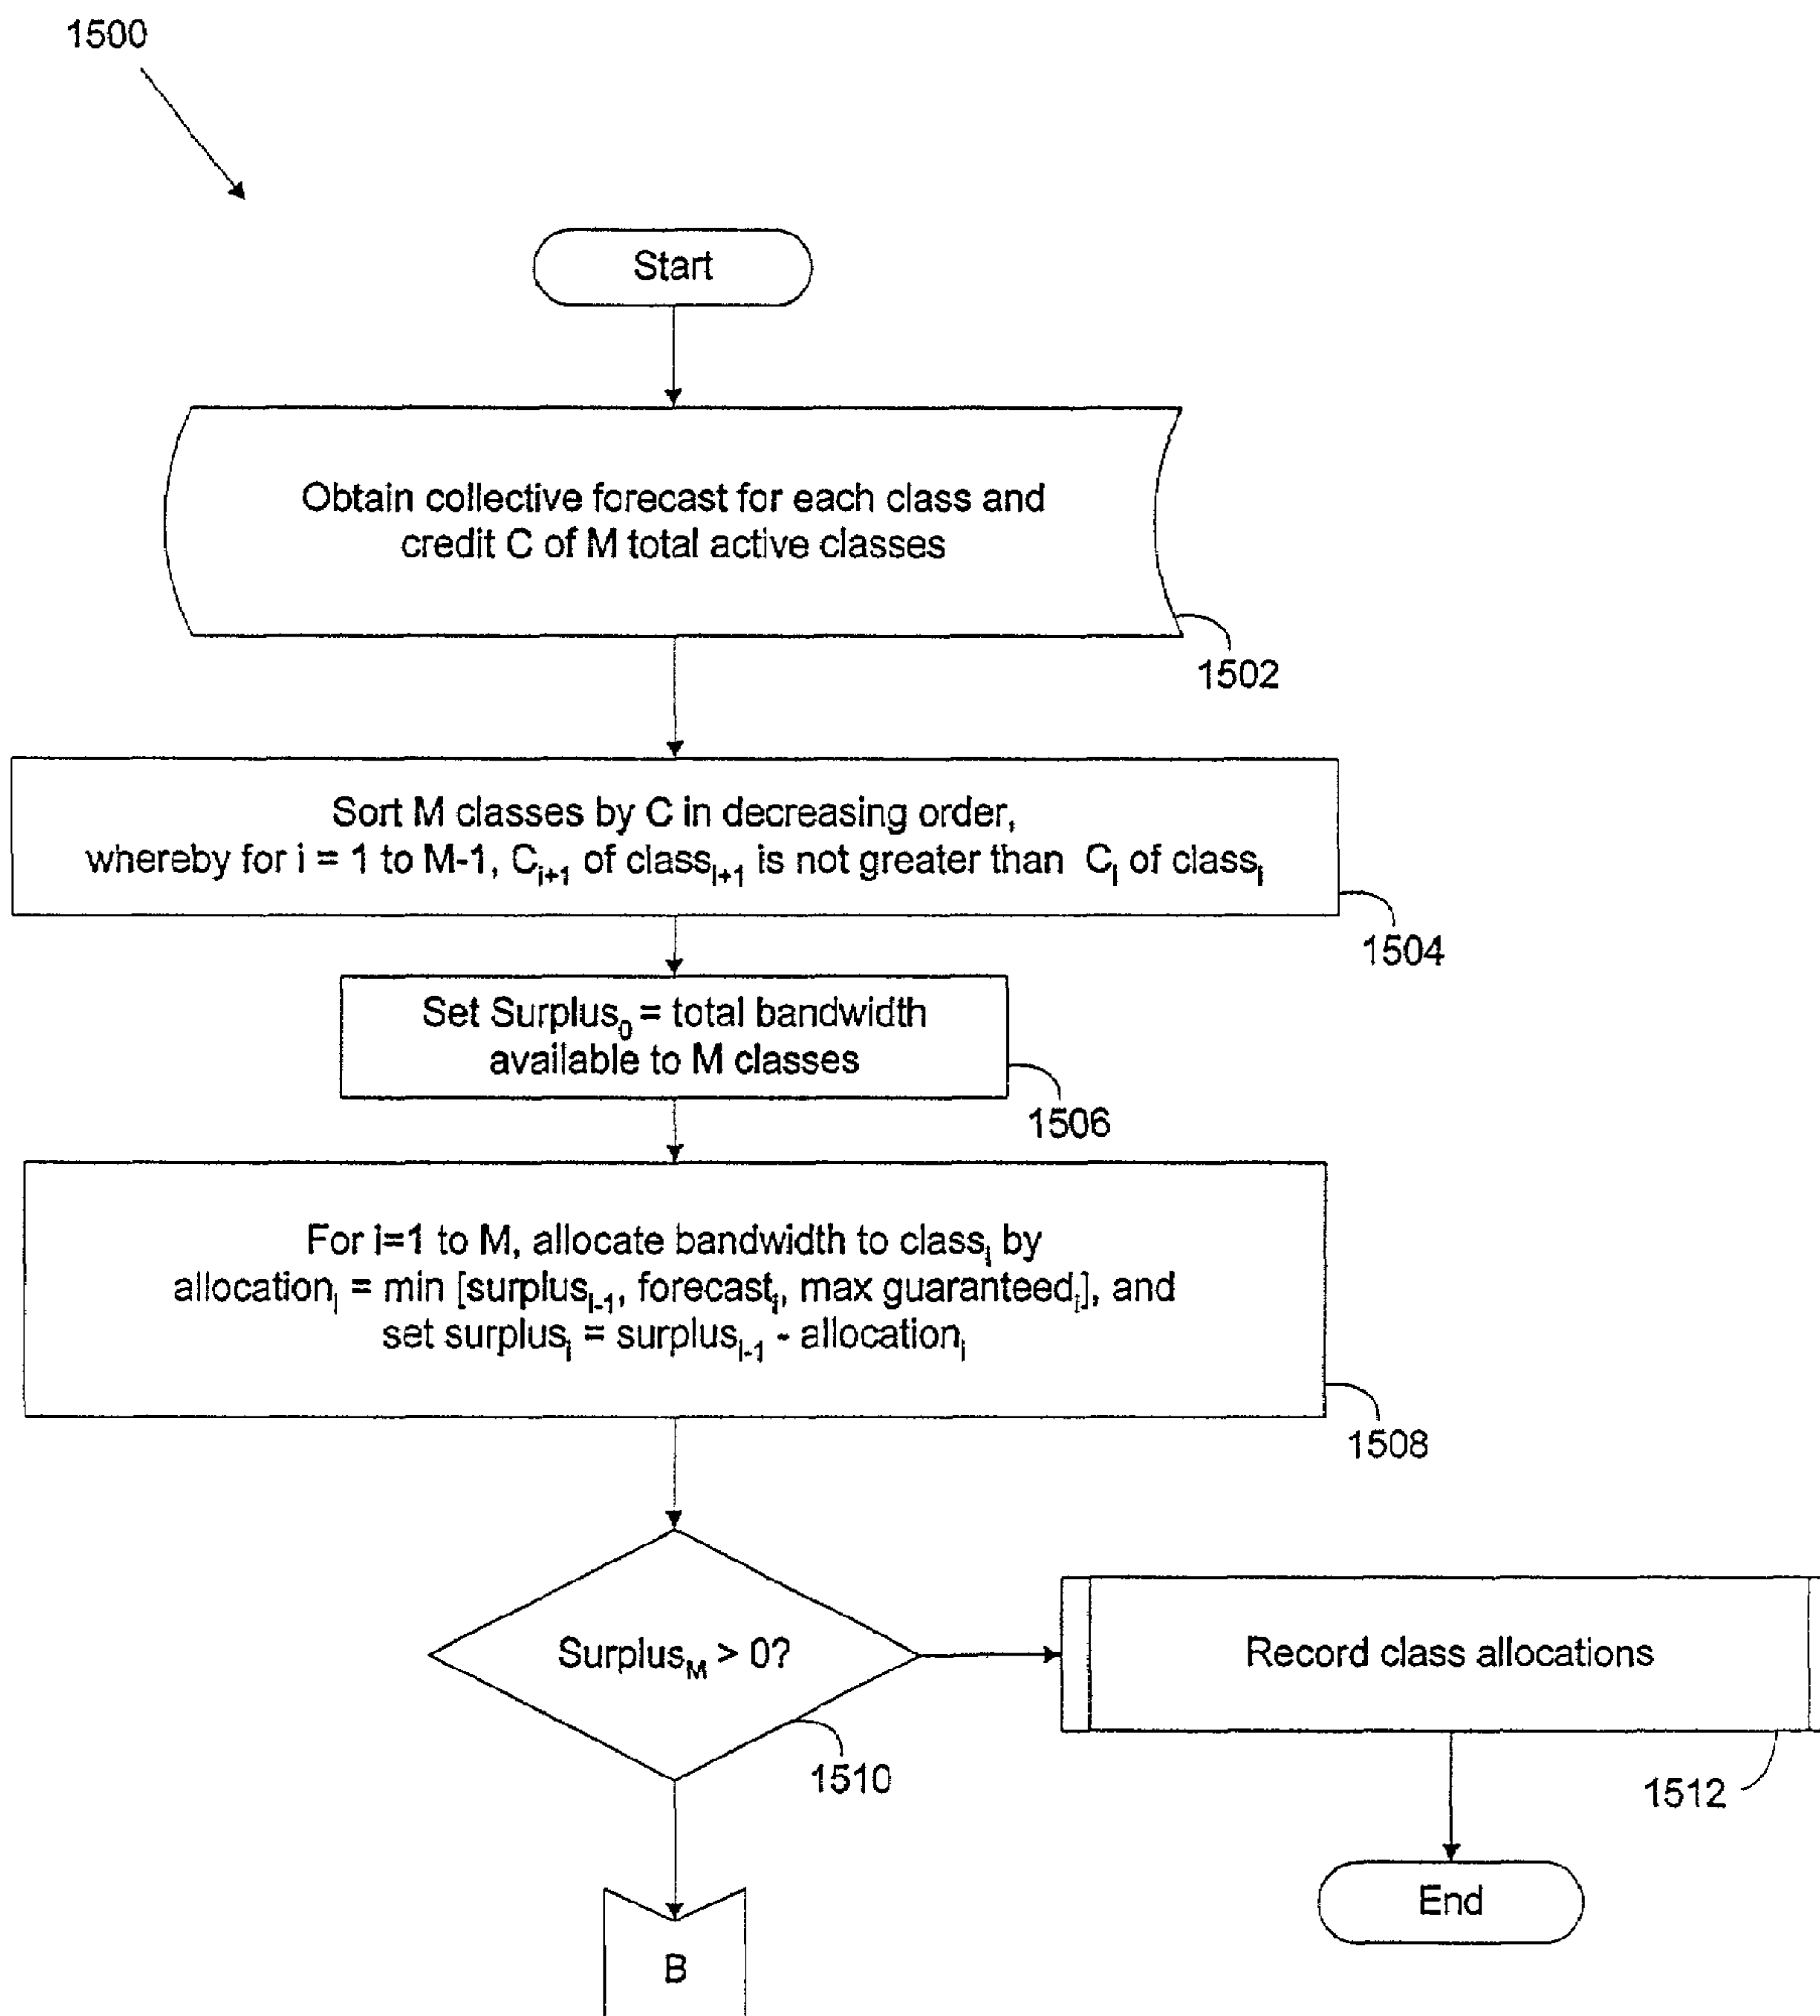 1500
Start
Obtain collective forecast for each class and
credit C of M total active classes
1502
Sort M classes by C in decreasing order,
whereby for i = 1 to M-1, Cᵢ₊₁ of classᵢ₊₁ is not greater than Cᵢ of classᵢ
1504
Set Surplus₀ = total bandwidth
available to M classes
1506
For i=1 to M, allocate bandwidth to classᵢ by
allocationᵢ = min [surplusᵢ₋₁, forecastᵢ, max guaranteedᵢ], and
set surplusᵢ = surplusᵢ₋₁ - allocationᵢ
1508
Surplus_M > 0?
1510
Record class allocations
1512
End
B